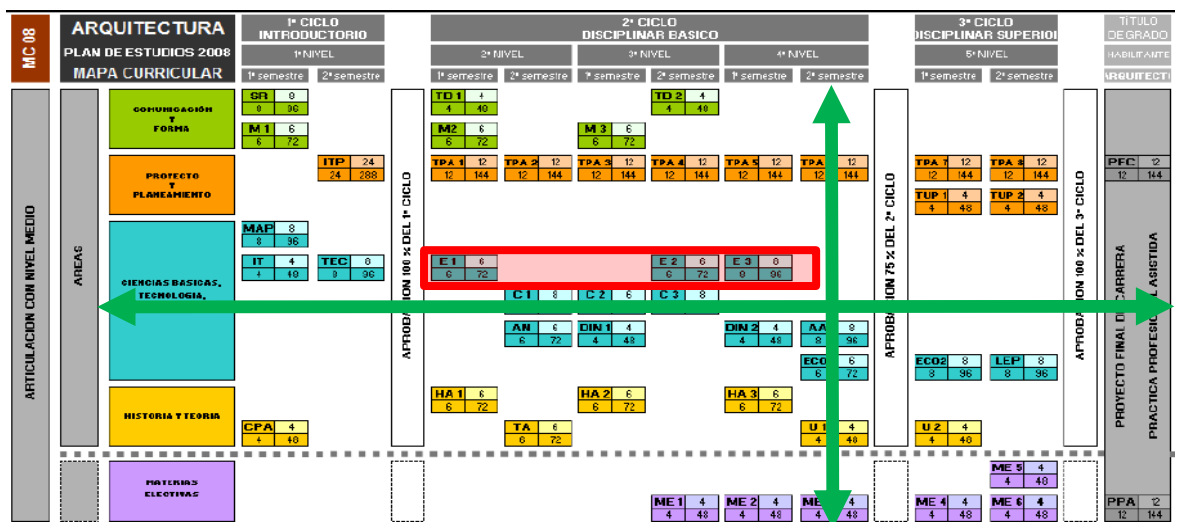 MC 08
ARQUITECTURA
PLAN DE ESTUDIOS 2008
MAPA CURRICULAR
1º CICLO
INTRODUCTORIO
1º NIVEL
1º semestre 2º semestre
2º CICLO
DISCIPLINAR BASICO
2º NIVEL 3º NIVEL 4º NIVEL
1º semestre 2º semestre 1º semestre 2º semestre 1º semestre 2º semestre
3º CICLO
DISCIPLINAR SUPERIOR
5º NIVEL
1º semestre 2º semestre
TÍTULO
DE GRADO
HABILITANTE
ARQUITECT
ARTICULACION CON NIVEL MEDIO
AREAS
APROBACION 100 % DEL 1º CICLO
APROBACION 75 % DEL 2º CICLO
APROBACION 100 % DEL 3º CICLO
PROYECTO FINAL DE CARRERA
PRACTICA PROFESIONAL ASISTIDA
COMUNICACIÓN
Y
FORMA
SR 8 TD 1 4 TD 2 4
8 96 4 48 4 48
M 1 6 M2 6 M 3 6
6 72 6 72 6 72
PROYECTO
Y
PLANEAMIENTO
ITP 24 TPA 1 12 TPA 2 12 TPA 3 12 TPA 4 12 TPA 5 12 TPA 12 TPA 7 12 TPA 8 12 PFC 12
24 288 12 144 12 144 12 144 12 144 12 144 12 144 12 144 12 144 12 144
TUP 1 4 TUP 2 4
4 48 4 48
CIENCIAS BASICAS,
TECNOLOGIA,
MAP 8
8 96
IT 4 TEC 8 E 1 6 E 2 6 E 3 8
4 48 8 96 6 72 6 72 8 96
C 1 8 C 2 6 C 3 8
AN 6 DIN 1 4 DIN 2 4 AA 8
6 72 4 48 4 48 8 96
ECO 6 ECO2 8 LEP 8
6 72 8 96 8 96
HISTORIA Y TEORIA
HA 1 6 HA 2 6 HA 3 6
6 72 6 72 6 72
CPA 4 TA 6 U 1 4 U 2 4
4 48 6 72 4 48 4 48
MATERIAS
ELECTIVAS
ME 5 4
4 48
ME 1 4 ME 2 4 ME 4 ME 4 4 ME 6 4 PPA 12
4 48 4 48 4 48 4 48 4 48 12 144